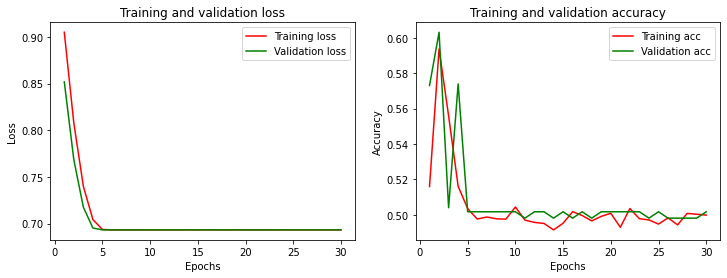 Training and validation loss
Training loss
Validation loss
0.90
0.85
0.80
0.75
0.70
Loss
0 5 10 15 20 25 30
Epochs
Training and validation accuracy
Training acc
Validation acc
0.60
0.58
0.56
0.54
0.52
0.50
Accuracy
0 5 10 15 20 25 30
Epochs